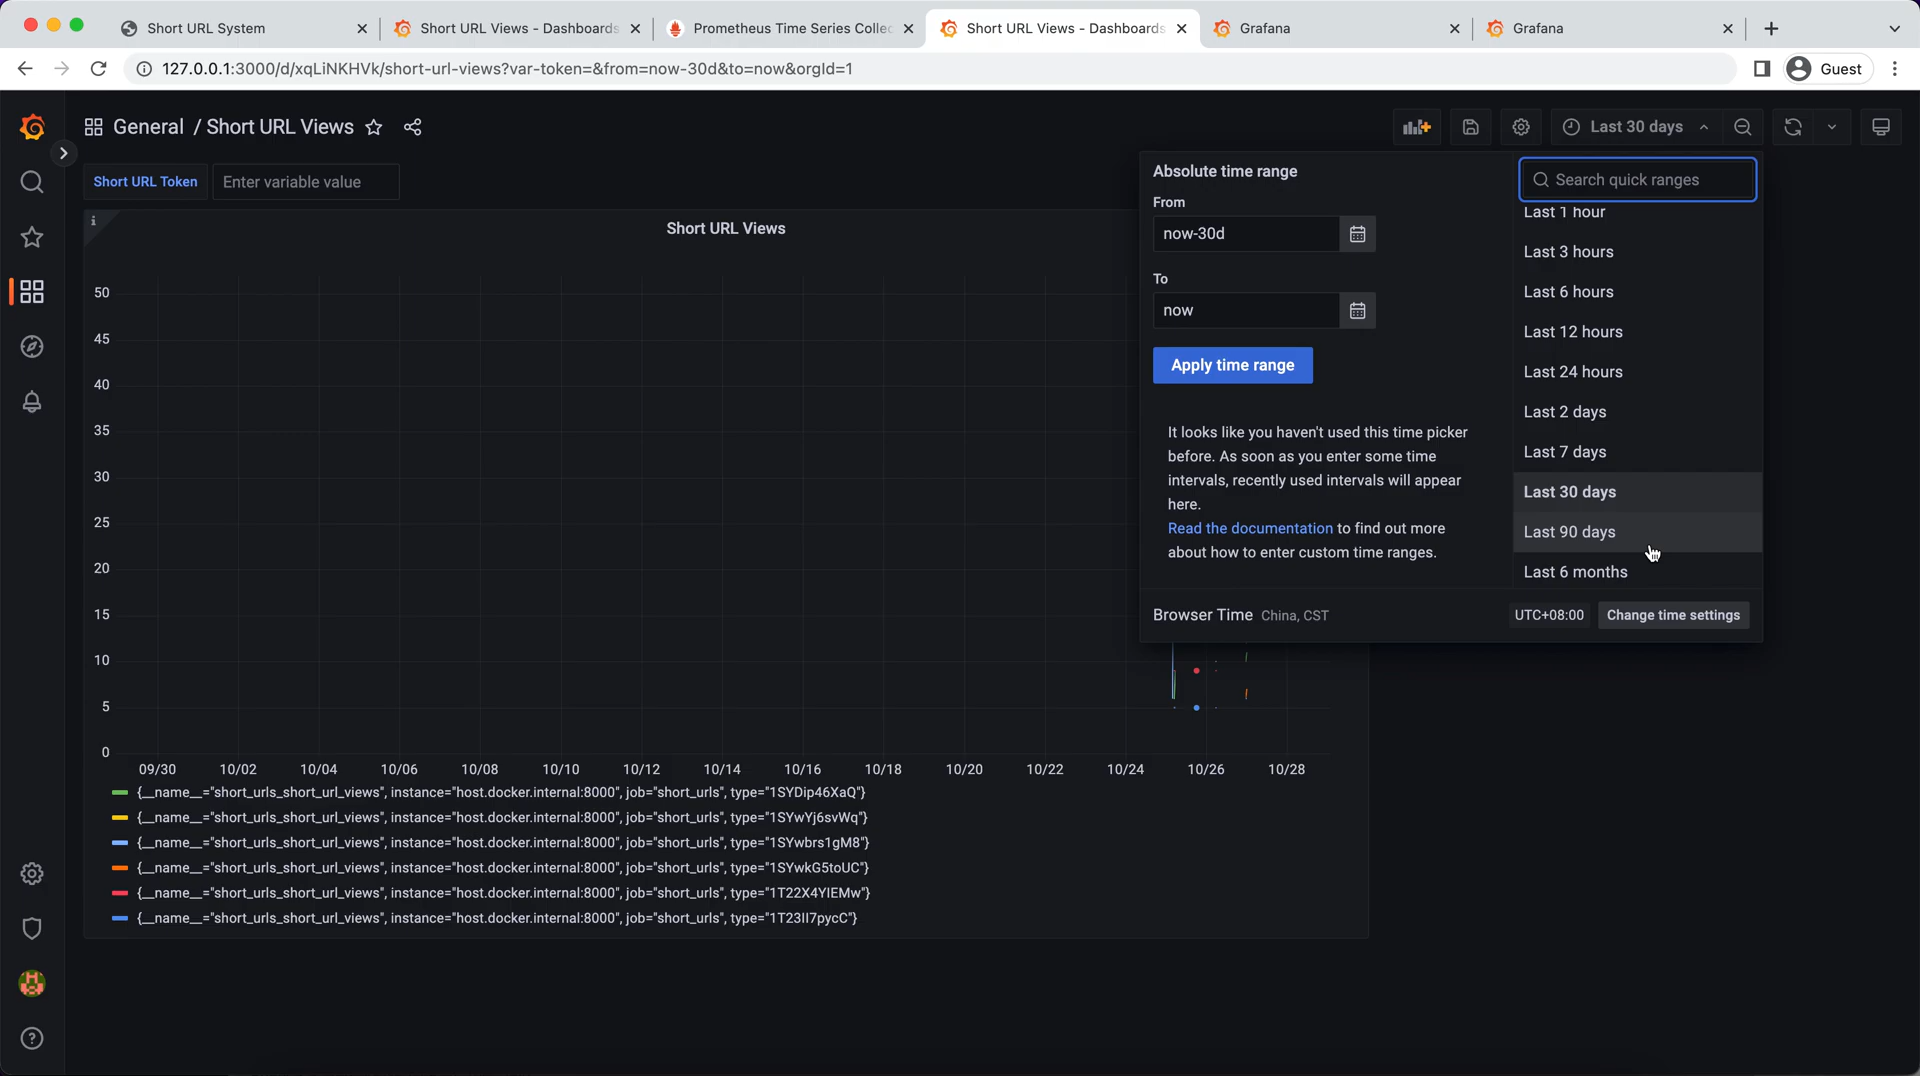 Short URL System
Short URL Views - Dashboards
Prometheus Time Series Collec
Short URL Views - Dashboards
Grafana
Grafana
127.0.0.1:3000/d/xqLiNKHVk/short-url-views?var-token=&from=now-30d&to=now&orgId=1
Guest
General / Short URL Views
Last 30 days
Short URL Token
Enter variable value
Short URL Views
Absolute time range
From
now-30d
To
now
Apply time range
It looks like you haven't used this time picker
before. As soon as you enter some time
intervals, recently used intervals will appear
here.
Read the documentation to find out more
about how to enter custom time ranges.
Search quick ranges
Last 1 hour
Last 3 hours
Last 6 hours
Last 12 hours
Last 24 hours
Last 2 days
Last 7 days
Last 30 days
Last 90 days
Last 6 months
Browser Time China, CST
UTC+08:00
Change time settings
50
45
40
35
30
25
20
15
10
5
0
09/30 10/02 10/04 10/06 10/08 10/10 10/12 10/14 10/16 10/18 10/20 10/22 10/24 10/26 10/28
{__name__="short_urls_short_url_views", instance="host.docker.internal:8000", job="short_urls", type="1SYDip46XaQ"}
{__name__="short_urls_short_url_views", instance="host.docker.internal:8000", job="short_urls", type="1SYwYj6svWq"}
{__name__="short_urls_short_url_views", instance="host.docker.internal:8000", job="short_urls", type="1SYwbrs1gM8"}
{__name__="short_urls_short_url_views", instance="host.docker.internal:8000", job="short_urls", type="1SYwkG5toUC"}
{__name__="short_urls_short_url_views", instance="host.docker.internal:8000", job="short_urls", type="1T22X4YIEMw"}
{__name__="short_urls_short_url_views", instance="host.docker.internal:8000", job="short_urls", type="1T23II7pycC"}